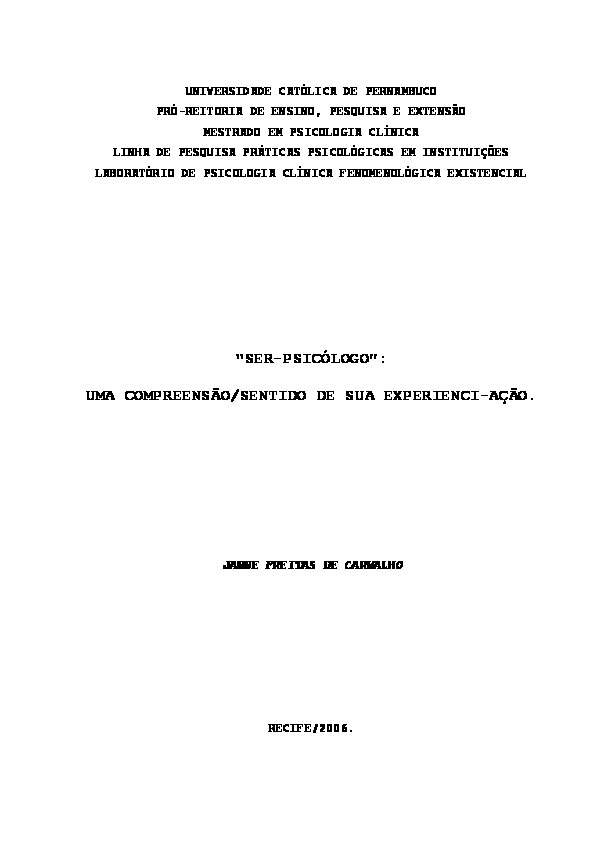 UNIVERSIDADE CATÓLICA DE PERNAMBUCO
PRÓ-REITORIA DE ENSINO, PESQUISA E EXTENSÃO
MESTRADO EM PSICOLOGIA CLÍNICA
LINHA DE PESQUISA PRÁTICAS PSICOLÓGICAS EM INSTITUIÇÕES
LABORATÓRIO DE PSICOLOGIA CLÍNICA FENOMENOLÓGICA EXISTENCIAL
"SER-PSICÓLOGO":
UMA COMPREENSÃO/SENTIDO DE SUA EXPERIENCI-AÇÃO.
FREITAS DE CARVALHO
RECIFE/2006.